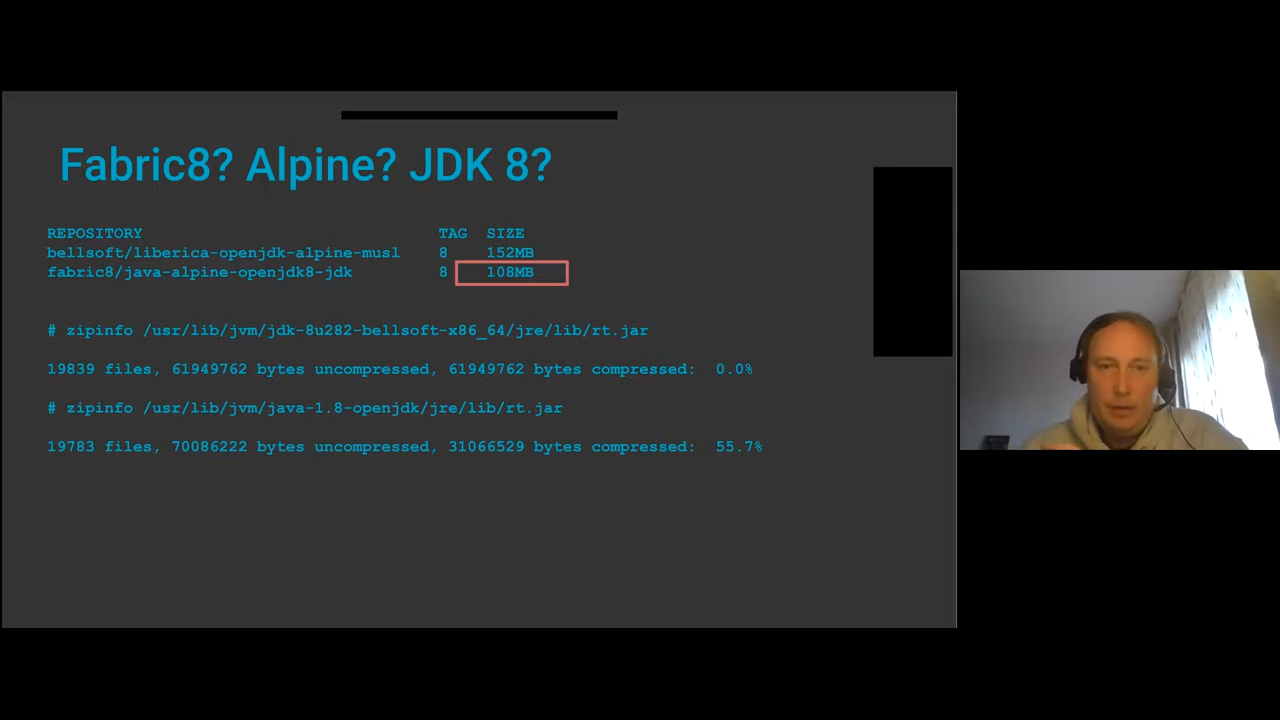 Fabric8? Alpine? JDK 8?
REPOSITORY TAG SIZE
bellsoft/liberica-openjdk-alpine-musl 8 152MB
fabric8/java-alpine-openjdk8-jdk 8 108MB
# zipinfo /usr/lib/jvm/jdk-8u282-bellsoft-x86_64/jre/lib/rt.jar
19839 files, 61949762 bytes uncompressed, 61949762 bytes compressed: 0.0%
# zipinfo /usr/lib/jvm/java-1.8-openjdk/jre/lib/rt.jar
19783 files, 70086222 bytes uncompressed, 31066529 bytes compressed: 55.7%